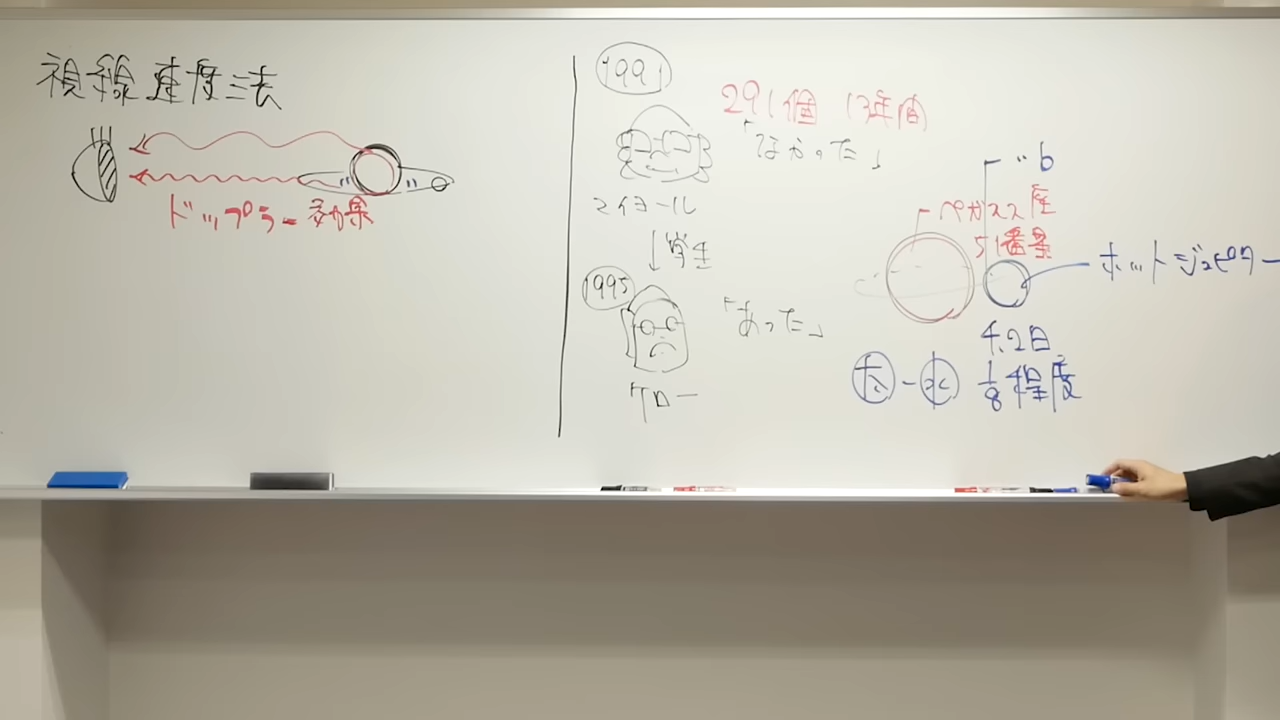 視線速度法
ドップラー効果
1991
291個 13年間
「なかった」
マイヨール
↓学生
1995
「あった」
ケロー
〃b
ペガスス座
51番星
ホットジュピター
4.2日
太-水 1/8程度